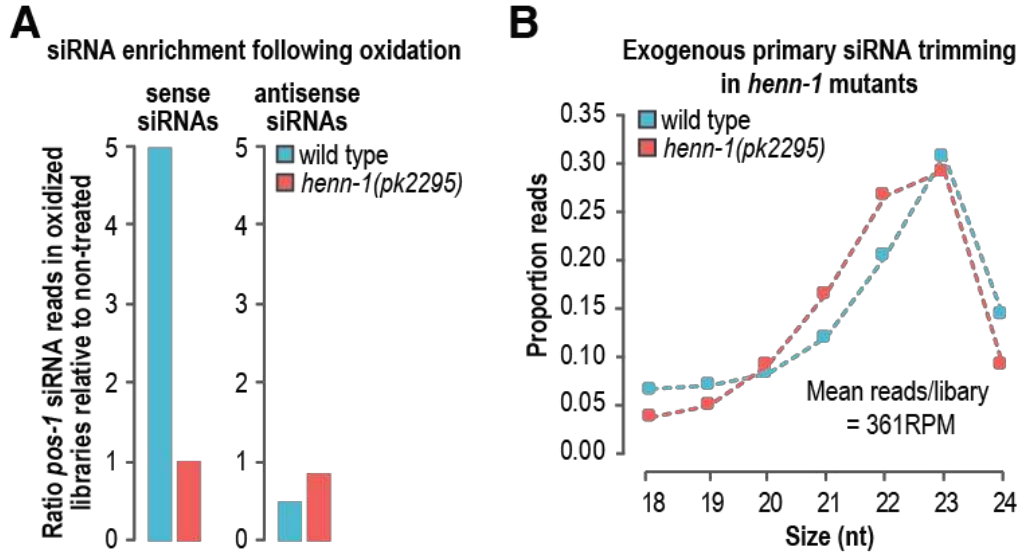 A
siRNA enrichment following oxidation
sense
siRNAs
antisense
siRNAs
Ratio pos-1 siRNA reads in oxidized
libraries relative to non-treated
5
4
3
2
1
0
5
4
3
2
1
0
wild type
henn-1(pk2295)
B
Exogenous primary siRNA trimming
in henn-1 mutants
wild type
henn-1(pk2295)
Proportion reads
0.35
0.30
0.25
0.20
0.15
0.10
0.05
0.00
Mean reads/libary
= 361RPM
18 19 20 21 22 23 24
Size (nt)